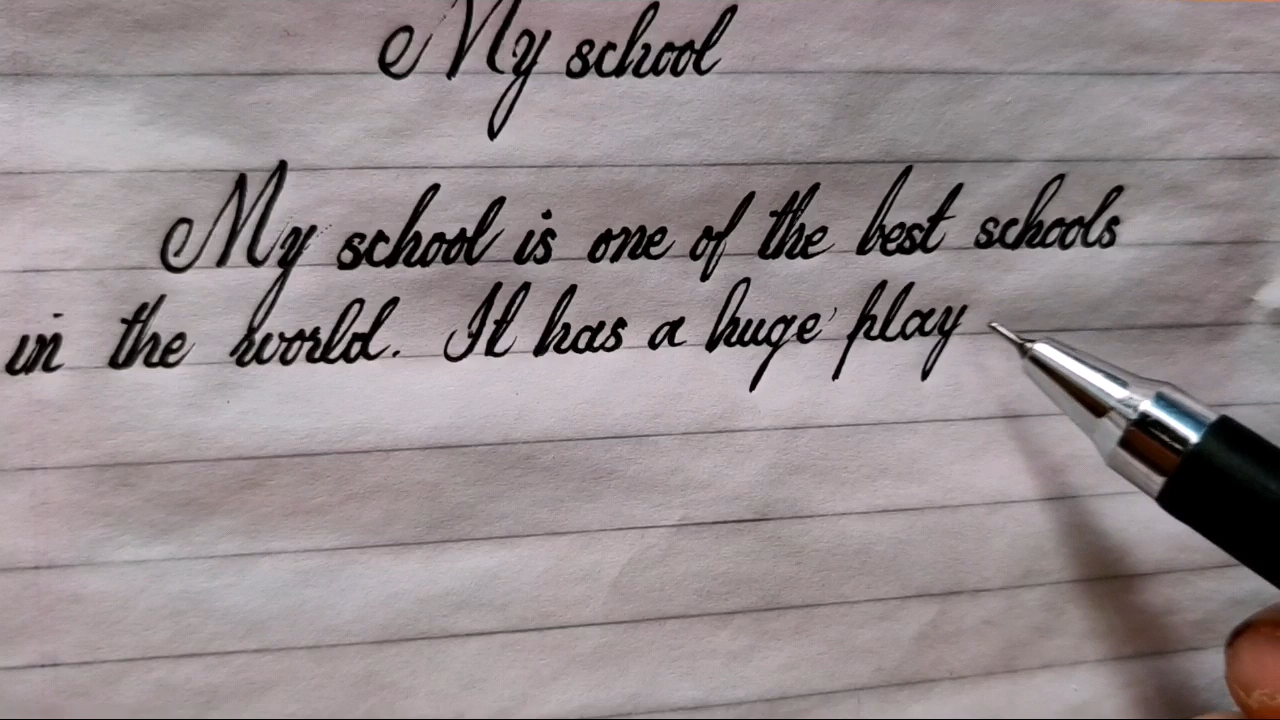 My school
My school is one of the best schools
in the world. It has a huge play